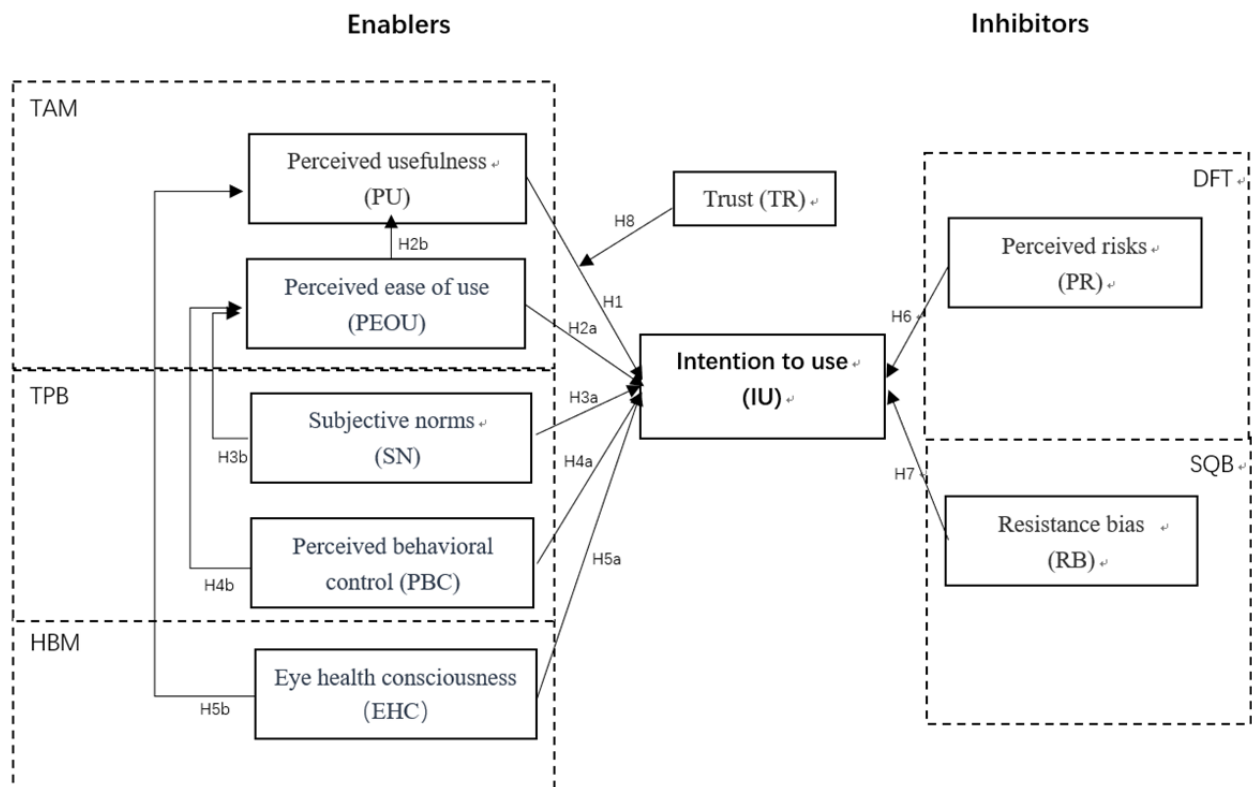 Enablers
Inhibitors
TAM
Perceived usefulness
(PU)
H2b
Perceived ease of use
(PEOU)
Trust (TR)
H8
H1
H2a
DFT
Perceived risks
(PR)
H6
Intention to use
(IU)
TPB
Subjective norms
(SN)
H3a
H3b
H4a
Perceived behavioral
control (PBC)
H4b
H5a
H7
SQB
Resistance bias
(RB)
HBM
Eye health consciousness
（EHC）
H5b